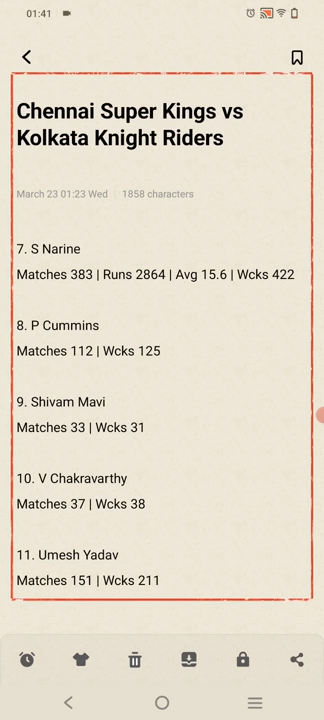 01:41
Chennai Super Kings vs
Kolkata Knight Riders
March 23 01:23 Wed | 1858 characters
7. S Narine
Matches 383 | Runs 2864 | Avg 15.6 | Wcks 422
8. P Cummins
Matches 112 | Wcks 125
9. Shivam Mavi
Matches 33 | Wcks 31
10. V Chakravarthy
Matches 37 | Wcks 38
11. Umesh Yadav
Matches 151 | Wcks 211